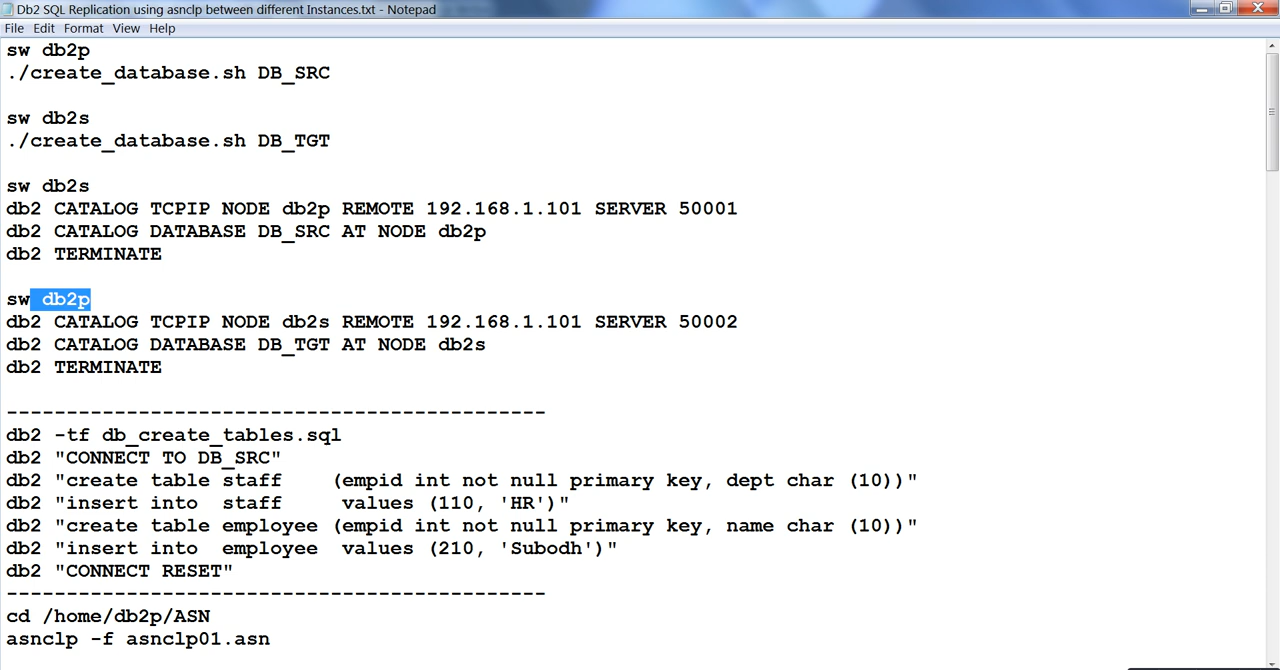 Db2 SQL Replication using asnclp between different Instances.txt - Notepad
File Edit Format View Help
sw db2p
./create_database.sh DB_SRC
sw db2s
./create_database.sh DB_TGT
sw db2s
db2 CATALOG TCPIP NODE db2p REMOTE 192.168.1.101 SERVER 50001
db2 CATALOG DATABASE DB_SRC AT NODE db2p
db2 TERMINATE
sw db2p
db2 CATALOG TCPIP NODE db2s REMOTE 192.168.1.101 SERVER 50002
db2 CATALOG DATABASE DB_TGT AT NODE db2s
db2 TERMINATE
---------------------------------------------
db2 -tf db_create_tables.sql
db2 "CONNECT TO DB_SRC"
db2 "create table staff    (empid int not null primary key, dept char (10))"
db2 "insert into  staff     values (110, 'HR')"
db2 "create table employee (empid int not null primary key, name char (10))"
db2 "insert into  employee  values (210, 'Subodh')"
db2 "CONNECT RESET"
---------------------------------------------
cd /home/db2p/ASN
asnclp -f asnclp01.asn